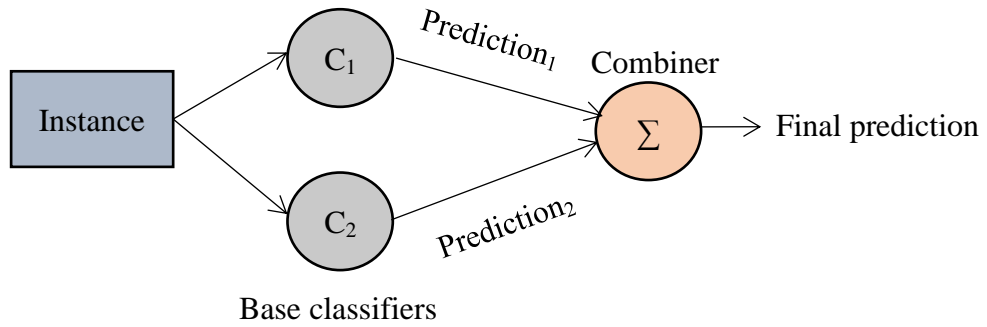 Instance
C₁
Prediction₁
Combiner
∑
Final prediction
C₂
Prediction₂
Base classifiers